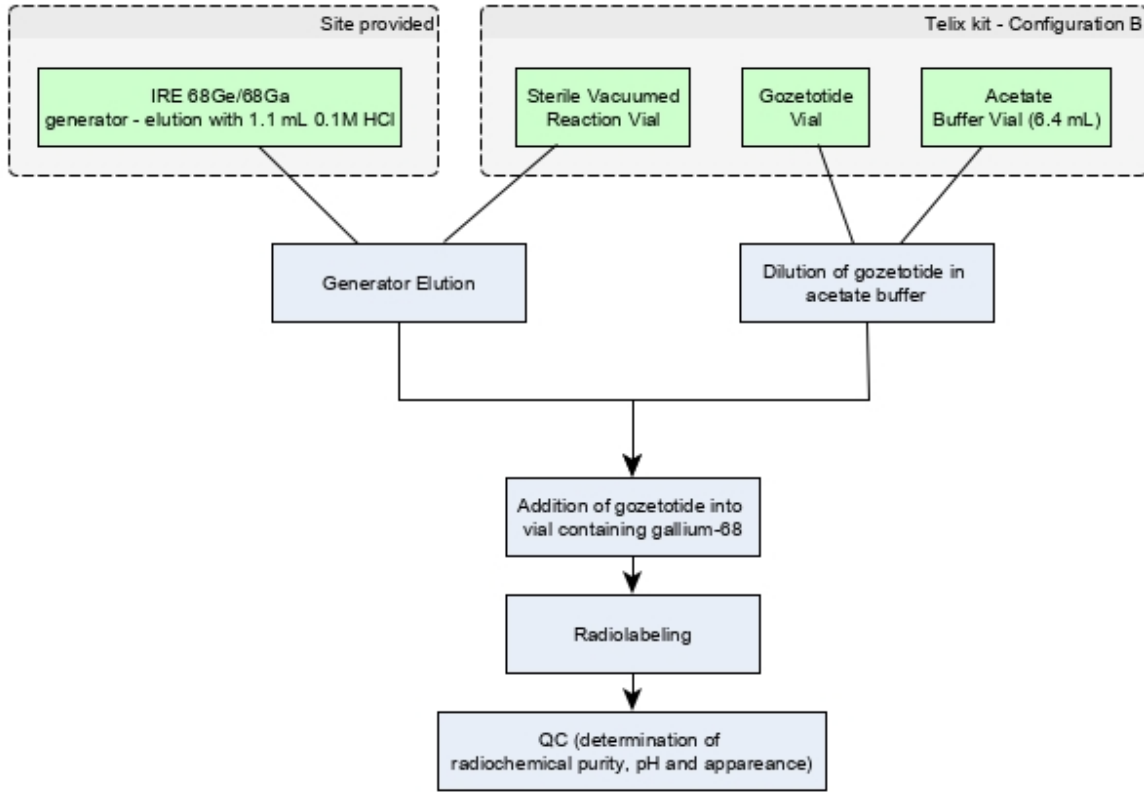 Site provided
Telix kit - Configuration B
IRE 68Ge/68Ga
generator - elution with 1.1 mL 0.1M HCl
Sterile Vacuumed
Reaction Vial
Gozetotide
Vial
Acetate
Buffer Vial (6.4 mL)
Generator Elution
Dilution of gozetotide in
acetate buffer
Addition of gozetotide into
vial containing gallium-68
Radiolabeling
QC (determination of
radiochemical purity, pH and appareance)